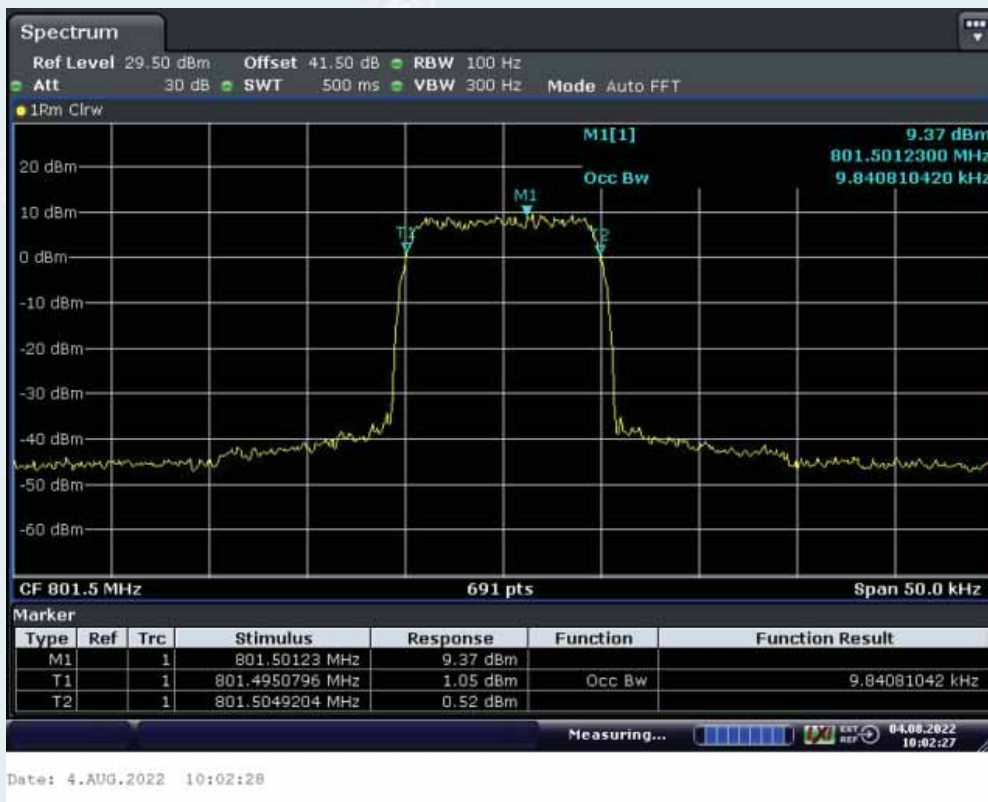 Spectrum
Ref Level 29.50 dBm Offset 41.50 dB RBW 100 Hz
Att 30 dB SWT 500 ms VBW 300 Hz Mode Auto FFT
1Rm Clrw
M1[1] 9.37 dBm
801.5012300 MHz
Occ Bw 9.840810420 kHz
20 dBm
M1
10 dBm
T1 T2
0 dBm
-10 dBm
-20 dBm
-30 dBm
-40 dBm
-50 dBm
-60 dBm
CF 801.5 MHz 691 pts Span 50.0 kHz
Marker
Type Ref Trc Stimulus Response Function Function Result
M1 1 801.50123 MHz 9.37 dBm
T1 1 801.4950796 MHz 1.05 dBm Occ Bw 9.84081042 kHz
T2 1 801.5049204 MHz 0.52 dBm
Measuring... LXI EXT REF 04.08.2022
10:02:27
Date: 4.AUG.2022 10:02:28